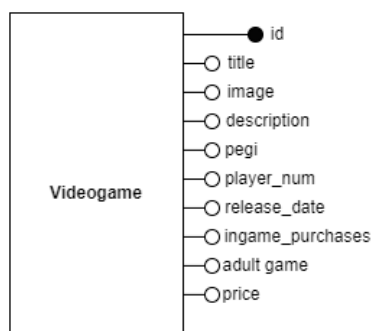 id
title
image
description
pegi
Videogame
player_num
release_date
ingame_purchases
adult game
price